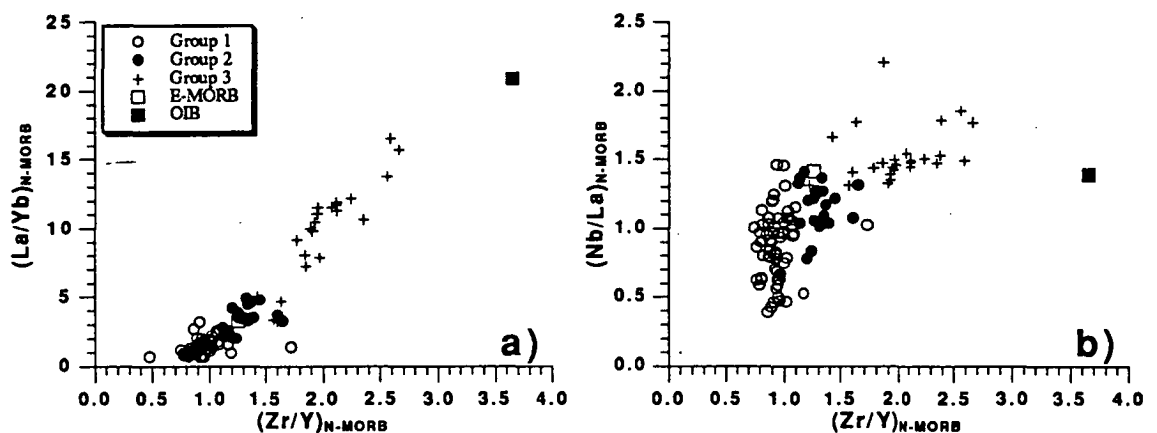 25
20
15
10
5
0
(La/Yb)N-MORB
Group 1
Group 2
Group 3
E-MORB
OIB
a)
0.0 0.5 1.0 1.5 2.0 2.5 3.0 3.5 4.0
(Zr/Y)N-MORB
2.5
2.0
1.5
1.0
0.5
0.0
(Nb/La)N-MORB
b)
0.0 0.5 1.0 1.5 2.0 2.5 3.0 3.5 4.0
(Zr/Y)N-MORB